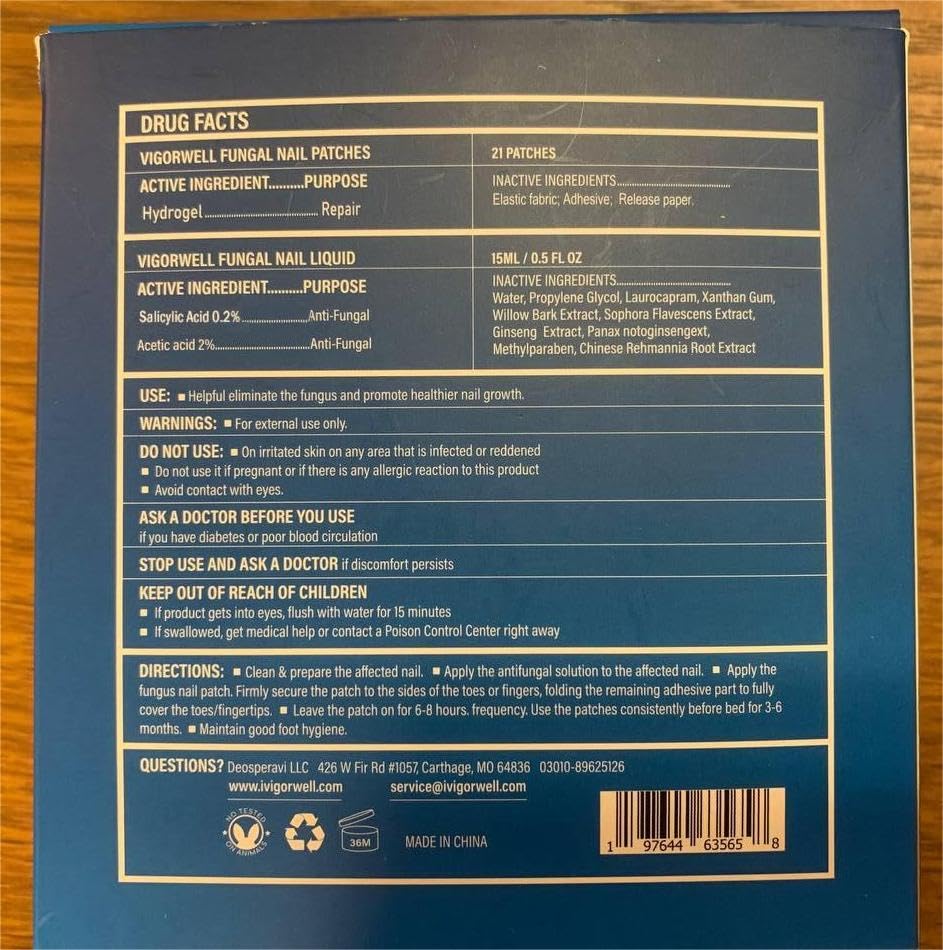 DRUG FACTS
VIGORWELL FUNGAL NAIL PATCHES
21 PATCHES
ACTIVE INGREDIENT..........PURPOSE
Hydrogel........................................ Repair
INACTIVE INGREDIENTS........................................
Elastic fabric; Adhesive; Release paper.
VIGORWELL FUNGAL NAIL LIQUID
15ML / 0.5 FL OZ
ACTIVE INGREDIENT..........PURPOSE
Salicylic Acid 0.2%......................Anti-Fungal
Acetic acid 2%................................Anti-Fungal
INACTIVE INGREDIENTS........................................
Water, Propylene Glycol, Laurocapram, Xanthan Gum,
Willow Bark Extract, Sophora Flavescens Extract,
Ginseng Extract, Panax notoginsengext,
Methylparaben, Chinese Rehmannia Root Extract
USE: ▪ Helpful eliminate the fungus and promote healthier nail growth.
WARNINGS: ▪ For external use only.
DO NOT USE: ▪ On irritated skin on any area that is infected or reddened
▪ Do not use it if pregnant or if there is any allergic reaction to this product
▪ Avoid contact with eyes.
ASK A DOCTOR BEFORE YOU USE
if you have diabetes or poor blood circulation
STOP USE AND ASK A DOCTOR if discomfort persists
KEEP OUT OF REACH OF CHILDREN
▪ If product gets into eyes, flush with water for 15 minutes
▪ If swallowed, get medical help or contact a Poison Control Center right away
DIRECTIONS: ▪ Clean & prepare the affected nail. ▪ Apply the antifungal solution to the affected nail. ▪ Apply the
fungus nail patch. Firmly secure the patch to the sides of the toes or fingers, folding the remaining adhesive part to fully
cover the toes/fingertips. ▪ Leave the patch on for 6-8 hours. frequency. Use the patches consistently before bed for 3-6
months. ▪ Maintain good foot hygiene.
QUESTIONS? Deosperavi LLC 426 W Fir Rd #1057, Carthage, MO 64836 03010-89625126
www.ivigorwell.com service@ivigorwell.com
NO TESTED
ON ANIMALS
36M
MADE IN CHINA
1 97644 63565 8